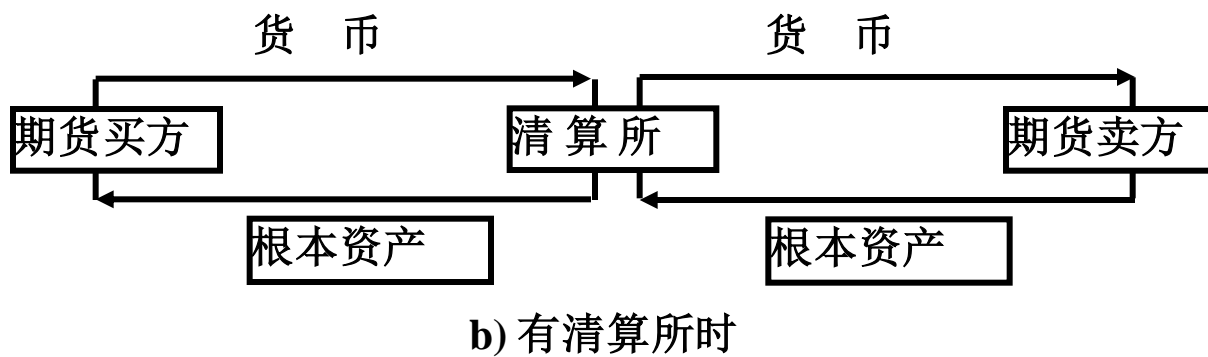 货 币 货 币
期货买方 清算所 期货卖方
根本资产 根本资产
b) 有清算所时